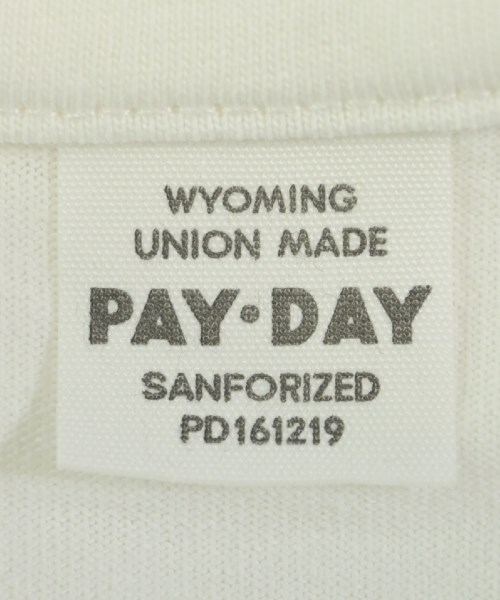 WYOMING
UNION MADE
PAY·DAY
SANFORIZED
PD161219